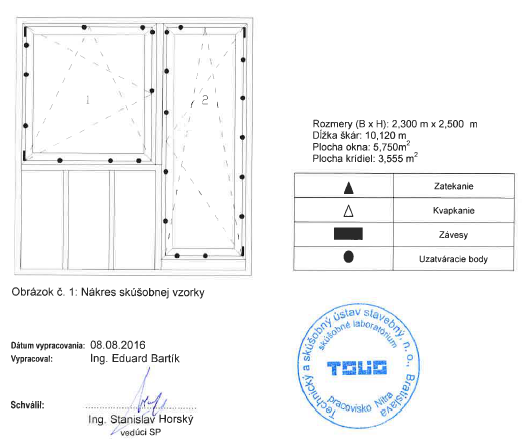 1
2
Rozmery (B x H): 2,300 m x 2,500 m
Dĺžka škár: 10,120 m
Plocha okna: 5,750m2
Plocha krídiel: 3,555 m2
Zatekanie
Kvapkanie
Závesy
Uzatváracie body
Obrázok č. 1: Nákres skúšobnej vzorky
Dátum vypracovania: 08.08.2016
Vypracoval: Ing. Eduard Bartík
Schválil:
Ing. Stanislav Horský
vedúci SP
Technický a skúšobný ústav stavebný, n. o., Bratislava
skúšobné laboratórium
TSUS
pracovisko Nitra